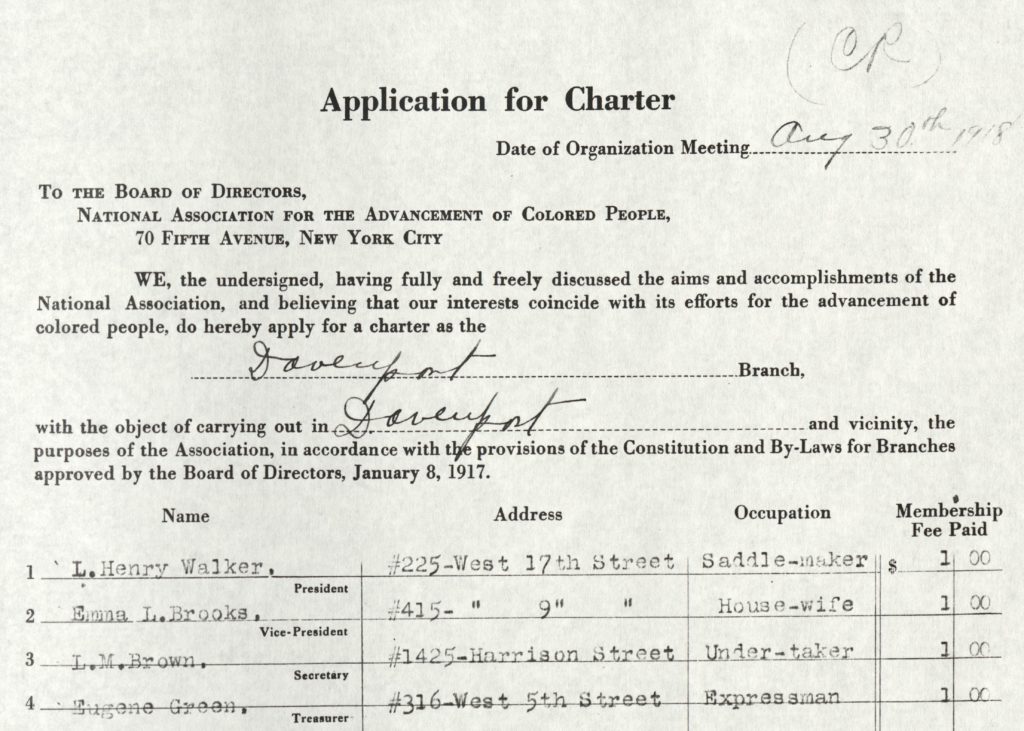 (CR)
Application for Charter
Date of Organization Meeting Aug 30th 1918
TO THE BOARD OF DIRECTORS,
NATIONAL ASSOCIATION FOR THE ADVANCEMENT OF COLORED PEOPLE,
70 FIFTH AVENUE, NEW YORK CITY
WE, the undersigned, having fully and freely discussed the aims and accomplishments of the
National Association, and believing that our interests coincide with its efforts for the advancement of
colored people, do hereby apply for a charter as the
Davenport Branch,
with the object of carrying out in Davenport and vicinity, the
purposes of the Association, in accordance with the provisions of the Constitution and By-Laws for Branches
approved by the Board of Directors, January 8, 1917.
Name Address Occupation Membership Fee Paid
1 L.Henry Walker, #225-West 17th Street Saddle-maker $ 1 00
President
2 Emma L.Brooks, #415- " 9" " House-wife 1 00
Vice-President
3 L.M.Brown, #1425-Harrison Street Under-taker 1 00
Secretary
4 Eugene Green, #316-West 5th Street Expressman 1 00
Treasurer